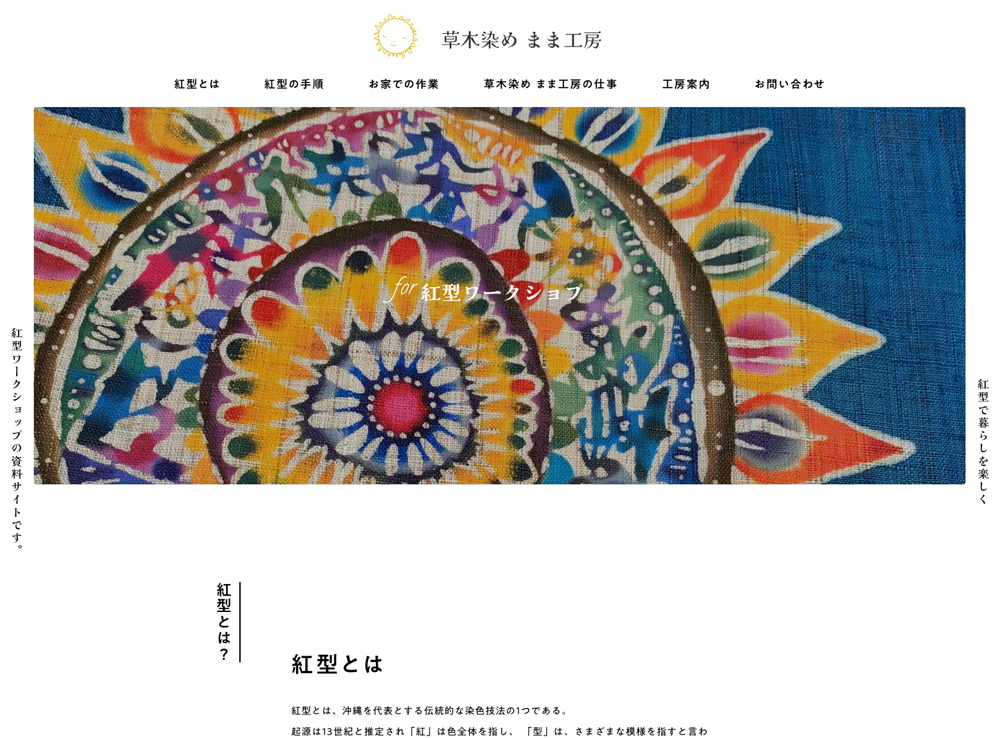 草木染め まま工房
紅型とは
紅型の手順
お家での作業
草木染め まま工房の仕事
工房案内
お問い合わせ
for 紅型ワークショプ
紅型ワークショップの資料サイトです。
紅型で暮らしを楽しく
紅型とは？
紅型とは
紅型とは、沖縄を代表とする伝統的な染色技法の1つである。
起源は13世紀と推定され「紅」は色全体を指し、 「型」は、さまざまな模様を指すと言わ